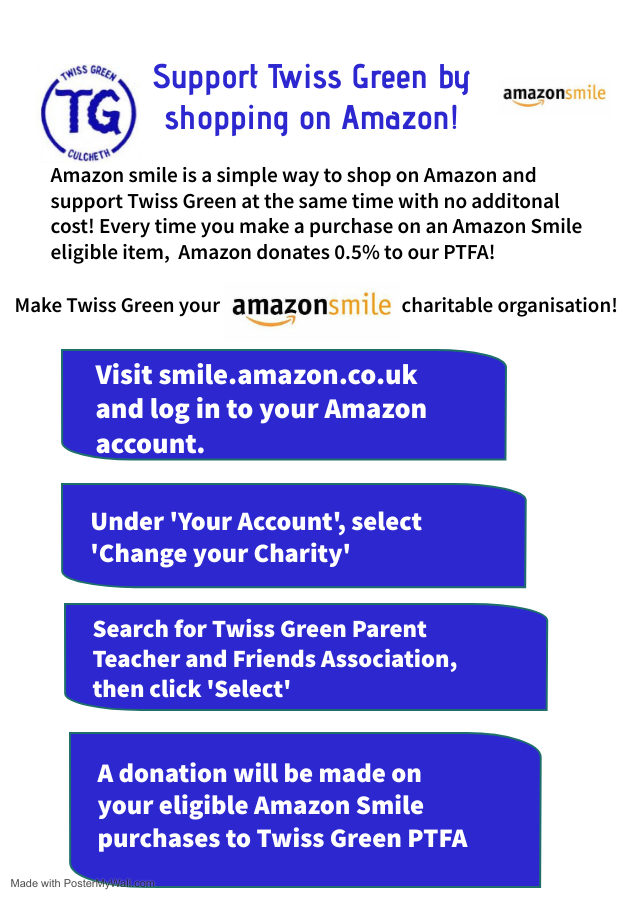 TWISS GREEN
TG
CULCHETH
Support Twiss Green by
shopping on Amazon!
amazonsmile
Amazon smile is a simple way to shop on Amazon and
support Twiss Green at the same time with no additonal
cost! Every time you make a purchase on an Amazon Smile
eligible item,  Amazon donates 0.5% to our PTFA!
Make Twiss Green your amazonsmile charitable organisation!
Visit smile.amazon.co.uk
and log in to your Amazon
account.
Under 'Your Account', select
'Change your Charity'
Search for Twiss Green Parent
Teacher and Friends Association,
then click 'Select'
A donation will be made on
your eligible Amazon Smile
purchases to Twiss Green PTFA
Made with PosterMyWall.com